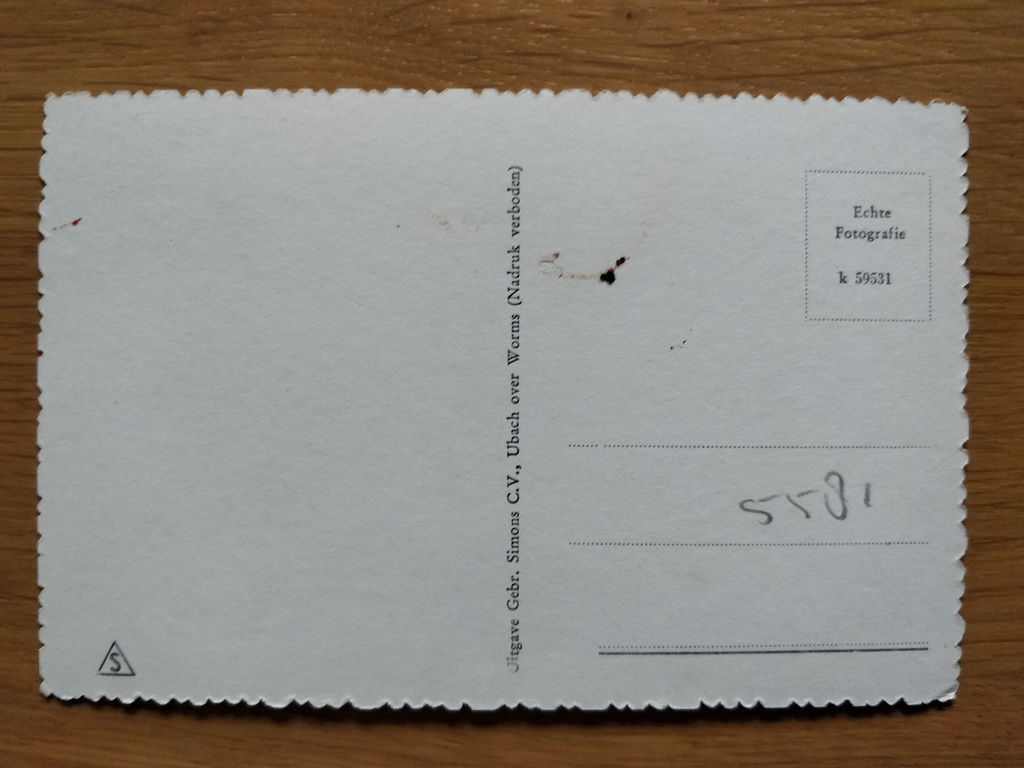 Uitgave Gebr. Simons C.V., Ubach over Worms (Nadruk verboden)
Echte
Fotografie
k 59531
5581
S